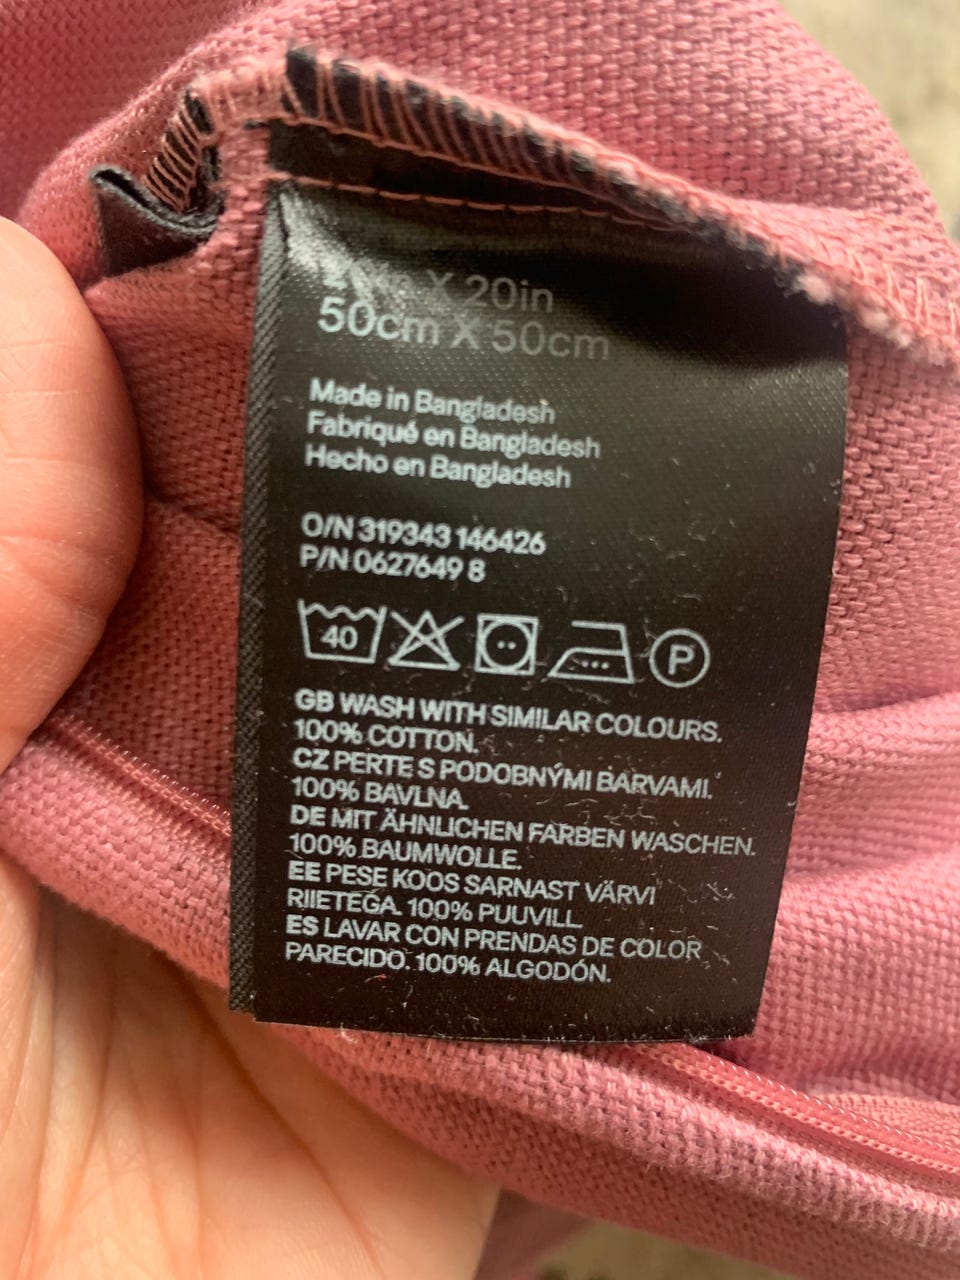 X 20in
50cm X 50cm
Made in Bangladesh
Fabriqué en Bangladesh
Hecho en Bangladesh
O/N 319343 146426
P/N 0627649 8
40 P
GB WASH WITH SIMILAR COLOURS.
100% COTTON.
CZ PERTE S PODOBNÝMI BARVAMI.
100% BAVLNA.
DE MIT ÄHNLICHEN FARBEN WASCHEN.
100% BAUMWOLLE.
EE PESE KOOS SARNAST VÄRVI
RIIETEGA. 100% PUUVILL.
ES LAVAR CON PRENDAS DE COLOR
PARECIDO. 100% ALGODÓN.